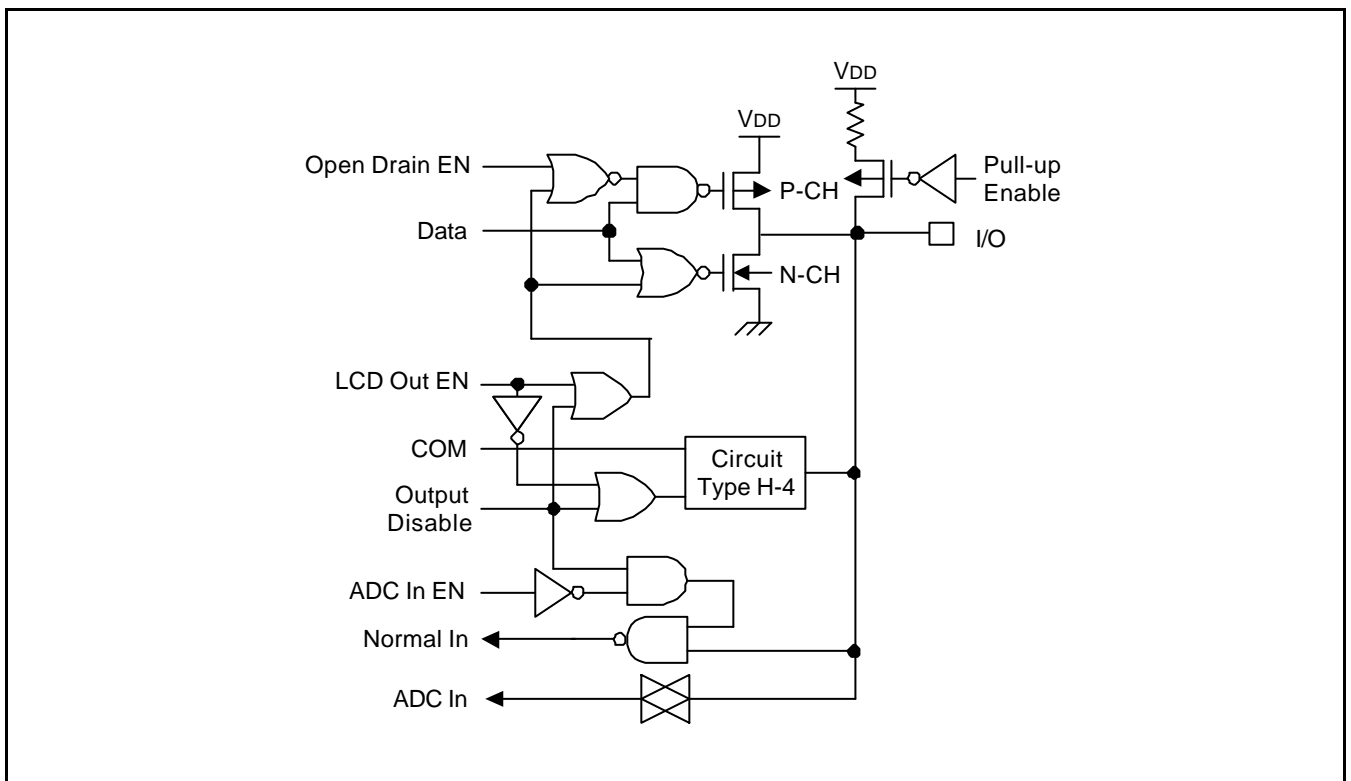 VDD
VDD
Open Drain EN
P-CH
Pull-up
Enable
Data
I/O
N-CH
LCD Out EN
COM
Circuit
Type H-4
Output
Disable
ADC In EN
Normal In
ADC In